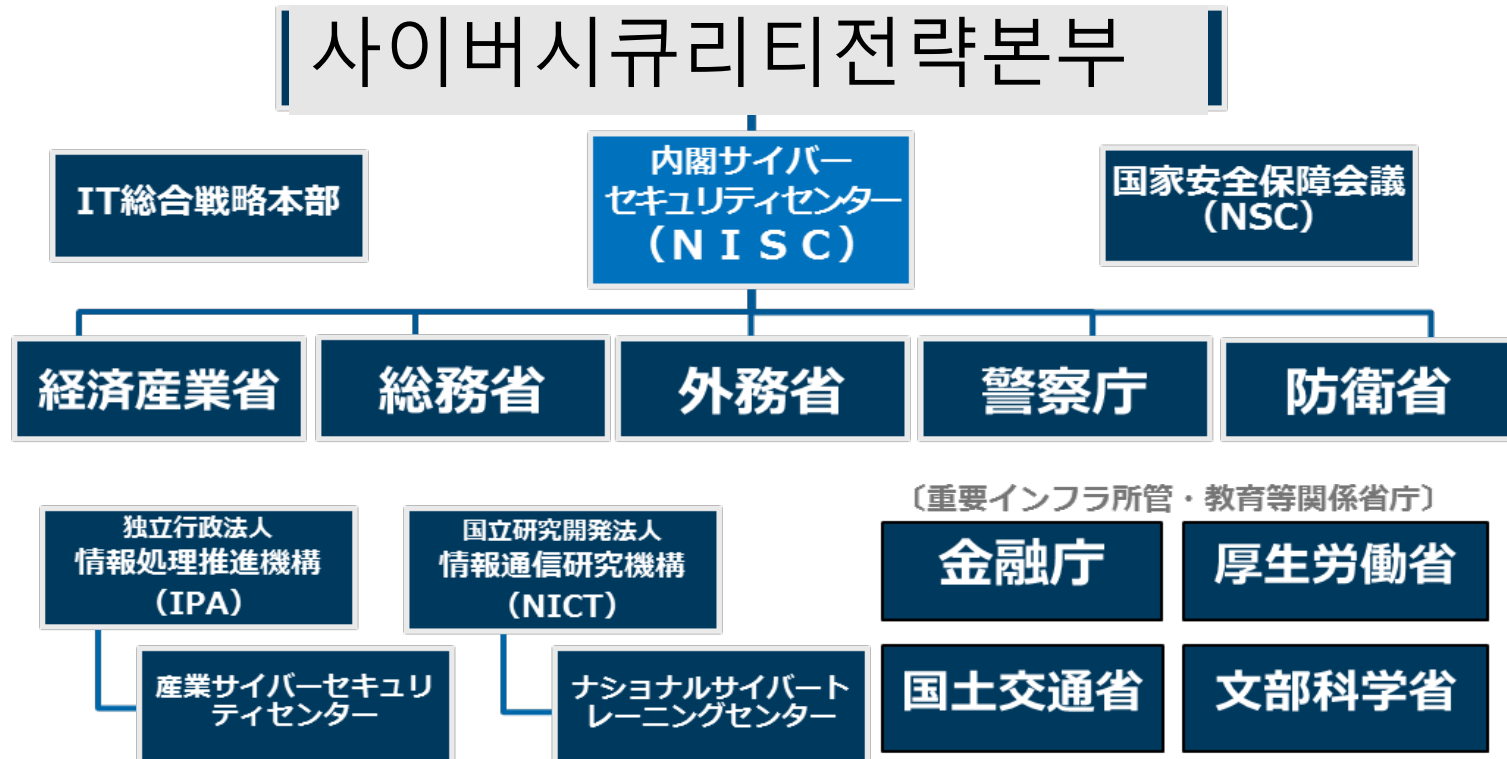 사이버시큐리티전략본부
IT総合戦略本部
内閣サイバー
セキュリティセンター
（ＮＩＳＣ）
国家安全保障会議
（NSC）
経済産業省
総務省
外務省
警察庁
防衛省
独立行政法人
情報処理推進機構
（IPA）
産業サイバーセキュリ
ティセンター
国立研究開発法人
情報通信研究機構
（NICT）
ナショナルサイバート
レーニングセンター
〔重要インフラ所管・教育等関係省庁〕
金融庁
厚生労働省
国土交通省
文部科学省